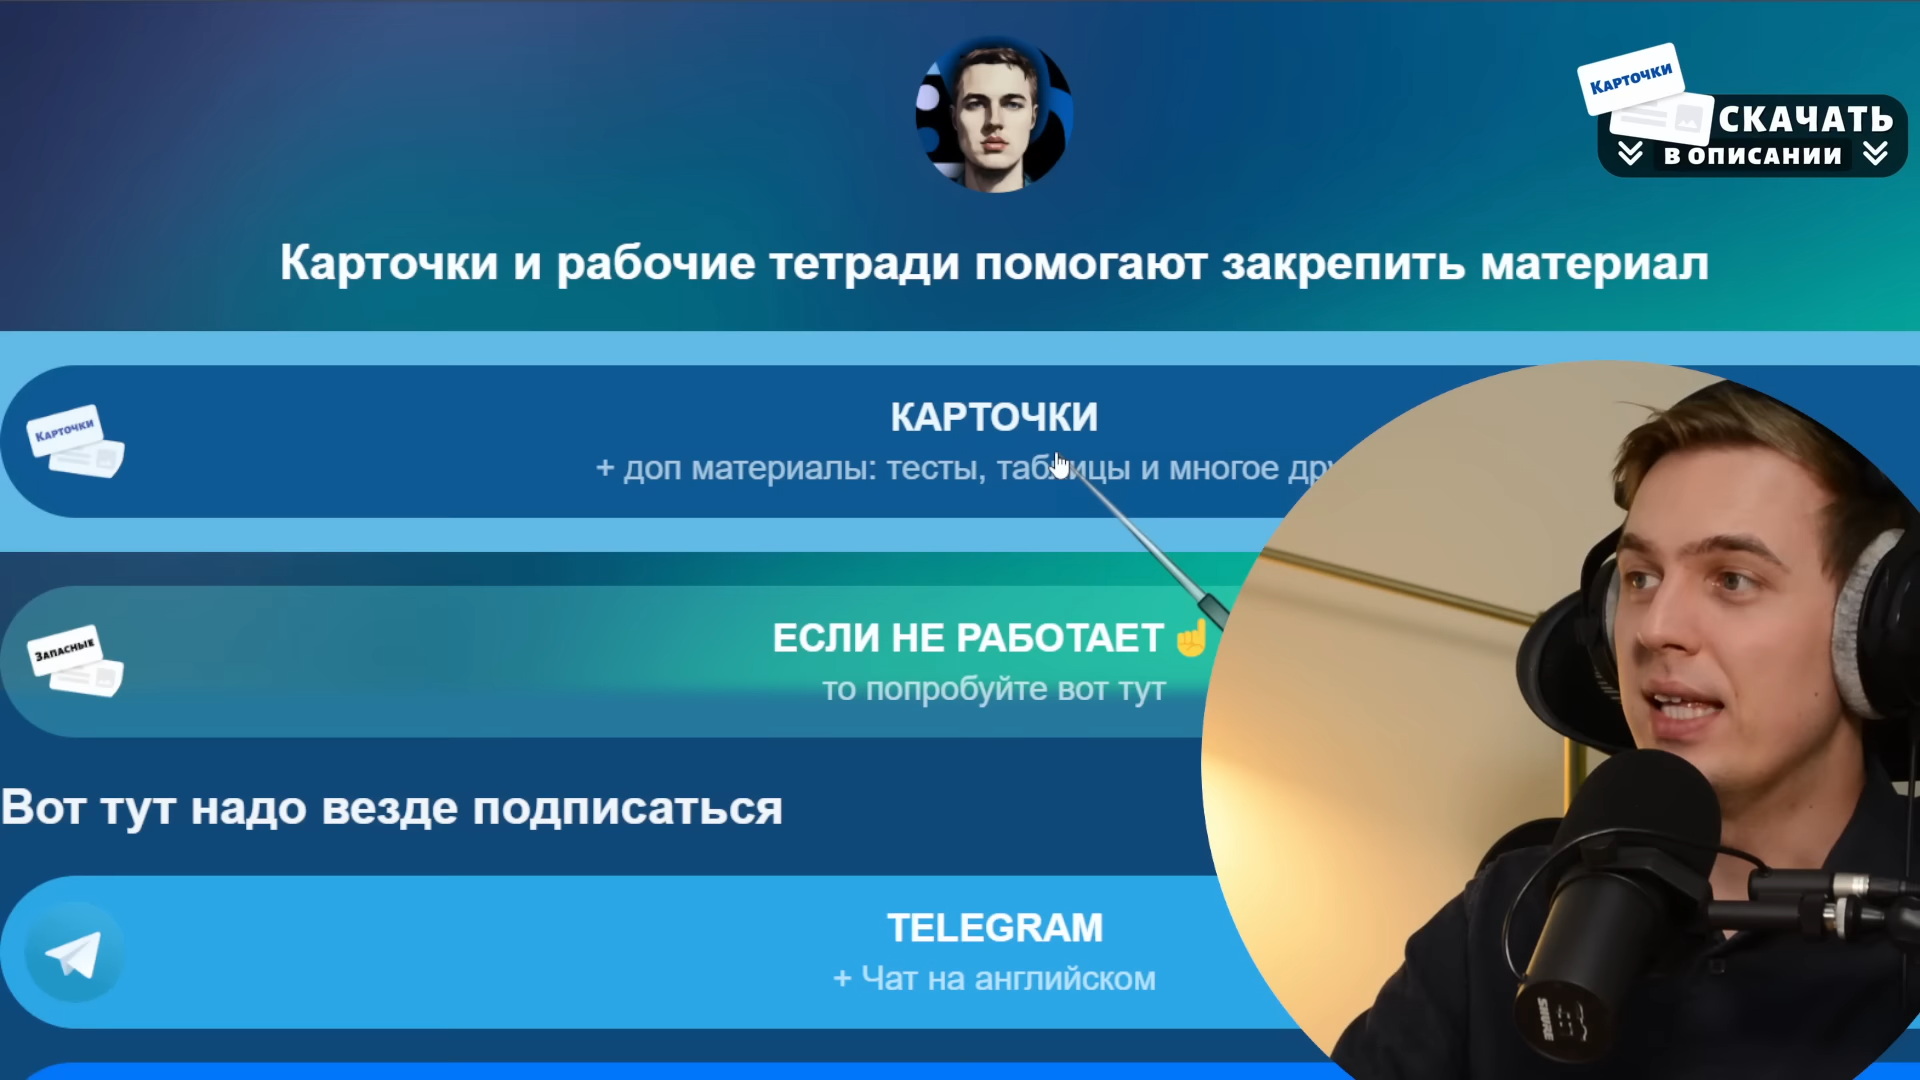 Карточки
СКАЧАТЬ
В ОПИСАНИИ
Карточки и рабочие тетради помогают закрепить материал
Карточки
КАРТОЧКИ
+ доп материалы: тесты, таблицы и многое
Запасные
ЕСЛИ НЕ РАБОТАЕТ☝
то попробуйте вот тут
Вот тут надо везде подписаться
TELEGRAM
+ Чат на английском
SHURE